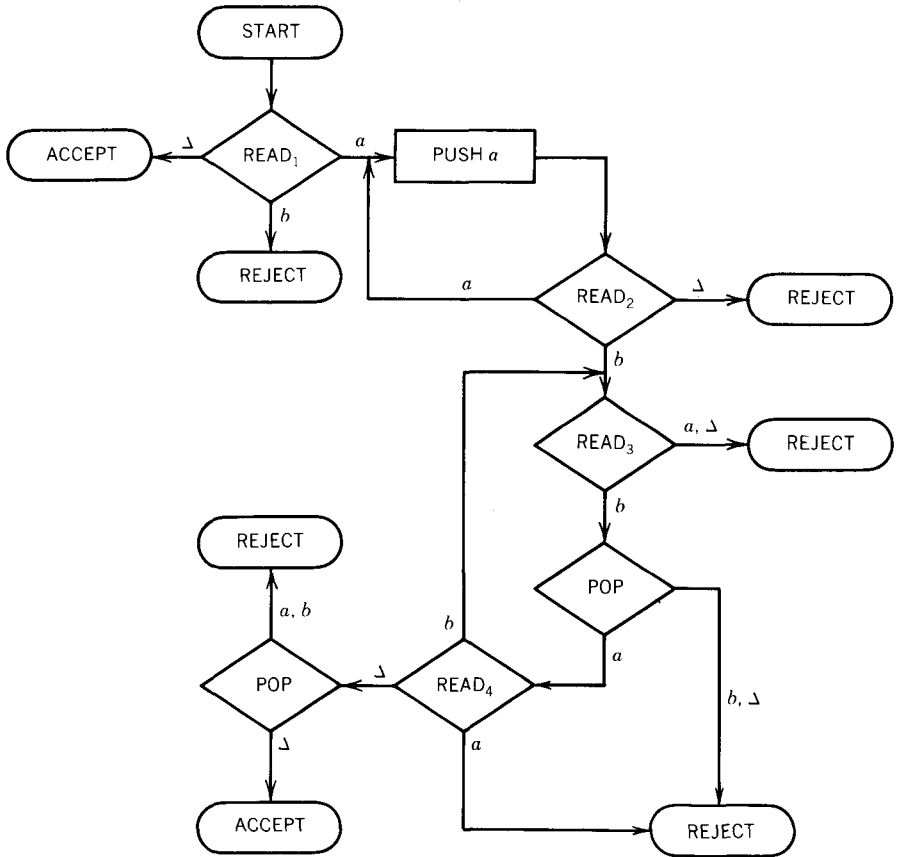 START
ACCEPT
Δ
READ₁
a
PUSH a
b
REJECT
a
READ₂
Δ
REJECT
b
READ₃
a, Δ
REJECT
b
REJECT
POP
a, b
b
a
POP
Δ
READ₄
b, Δ
Δ
a
ACCEPT
REJECT